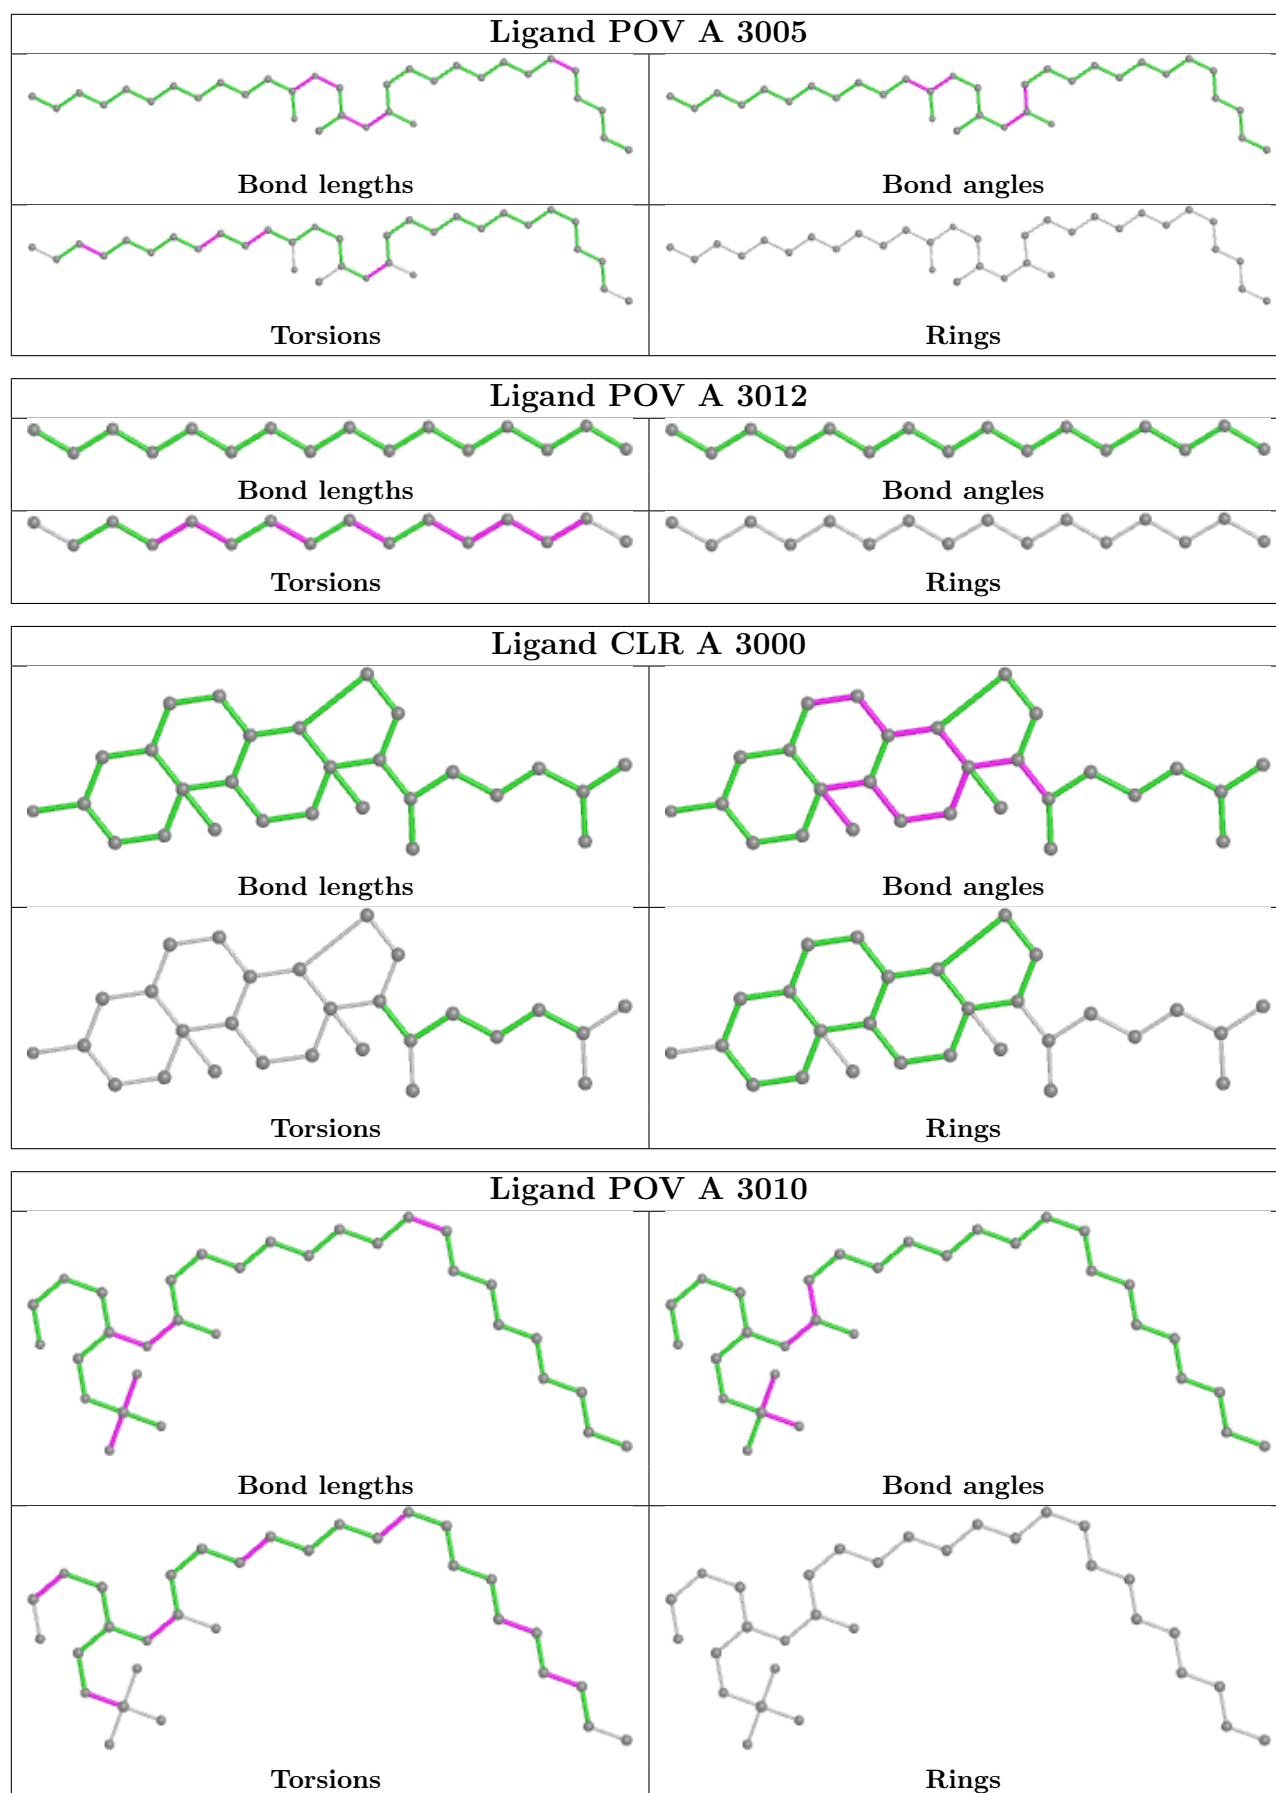 Ligand POV A 3005
Bond lengths
Bond angles
Torsions
Rings
Ligand POV A 3012
Bond lengths
Bond angles
Torsions
Rings
Ligand CLR A 3000
Bond lengths
Bond angles
Torsions
Rings
Ligand POV A 3010
Bond lengths
Bond angles
Torsions
Rings